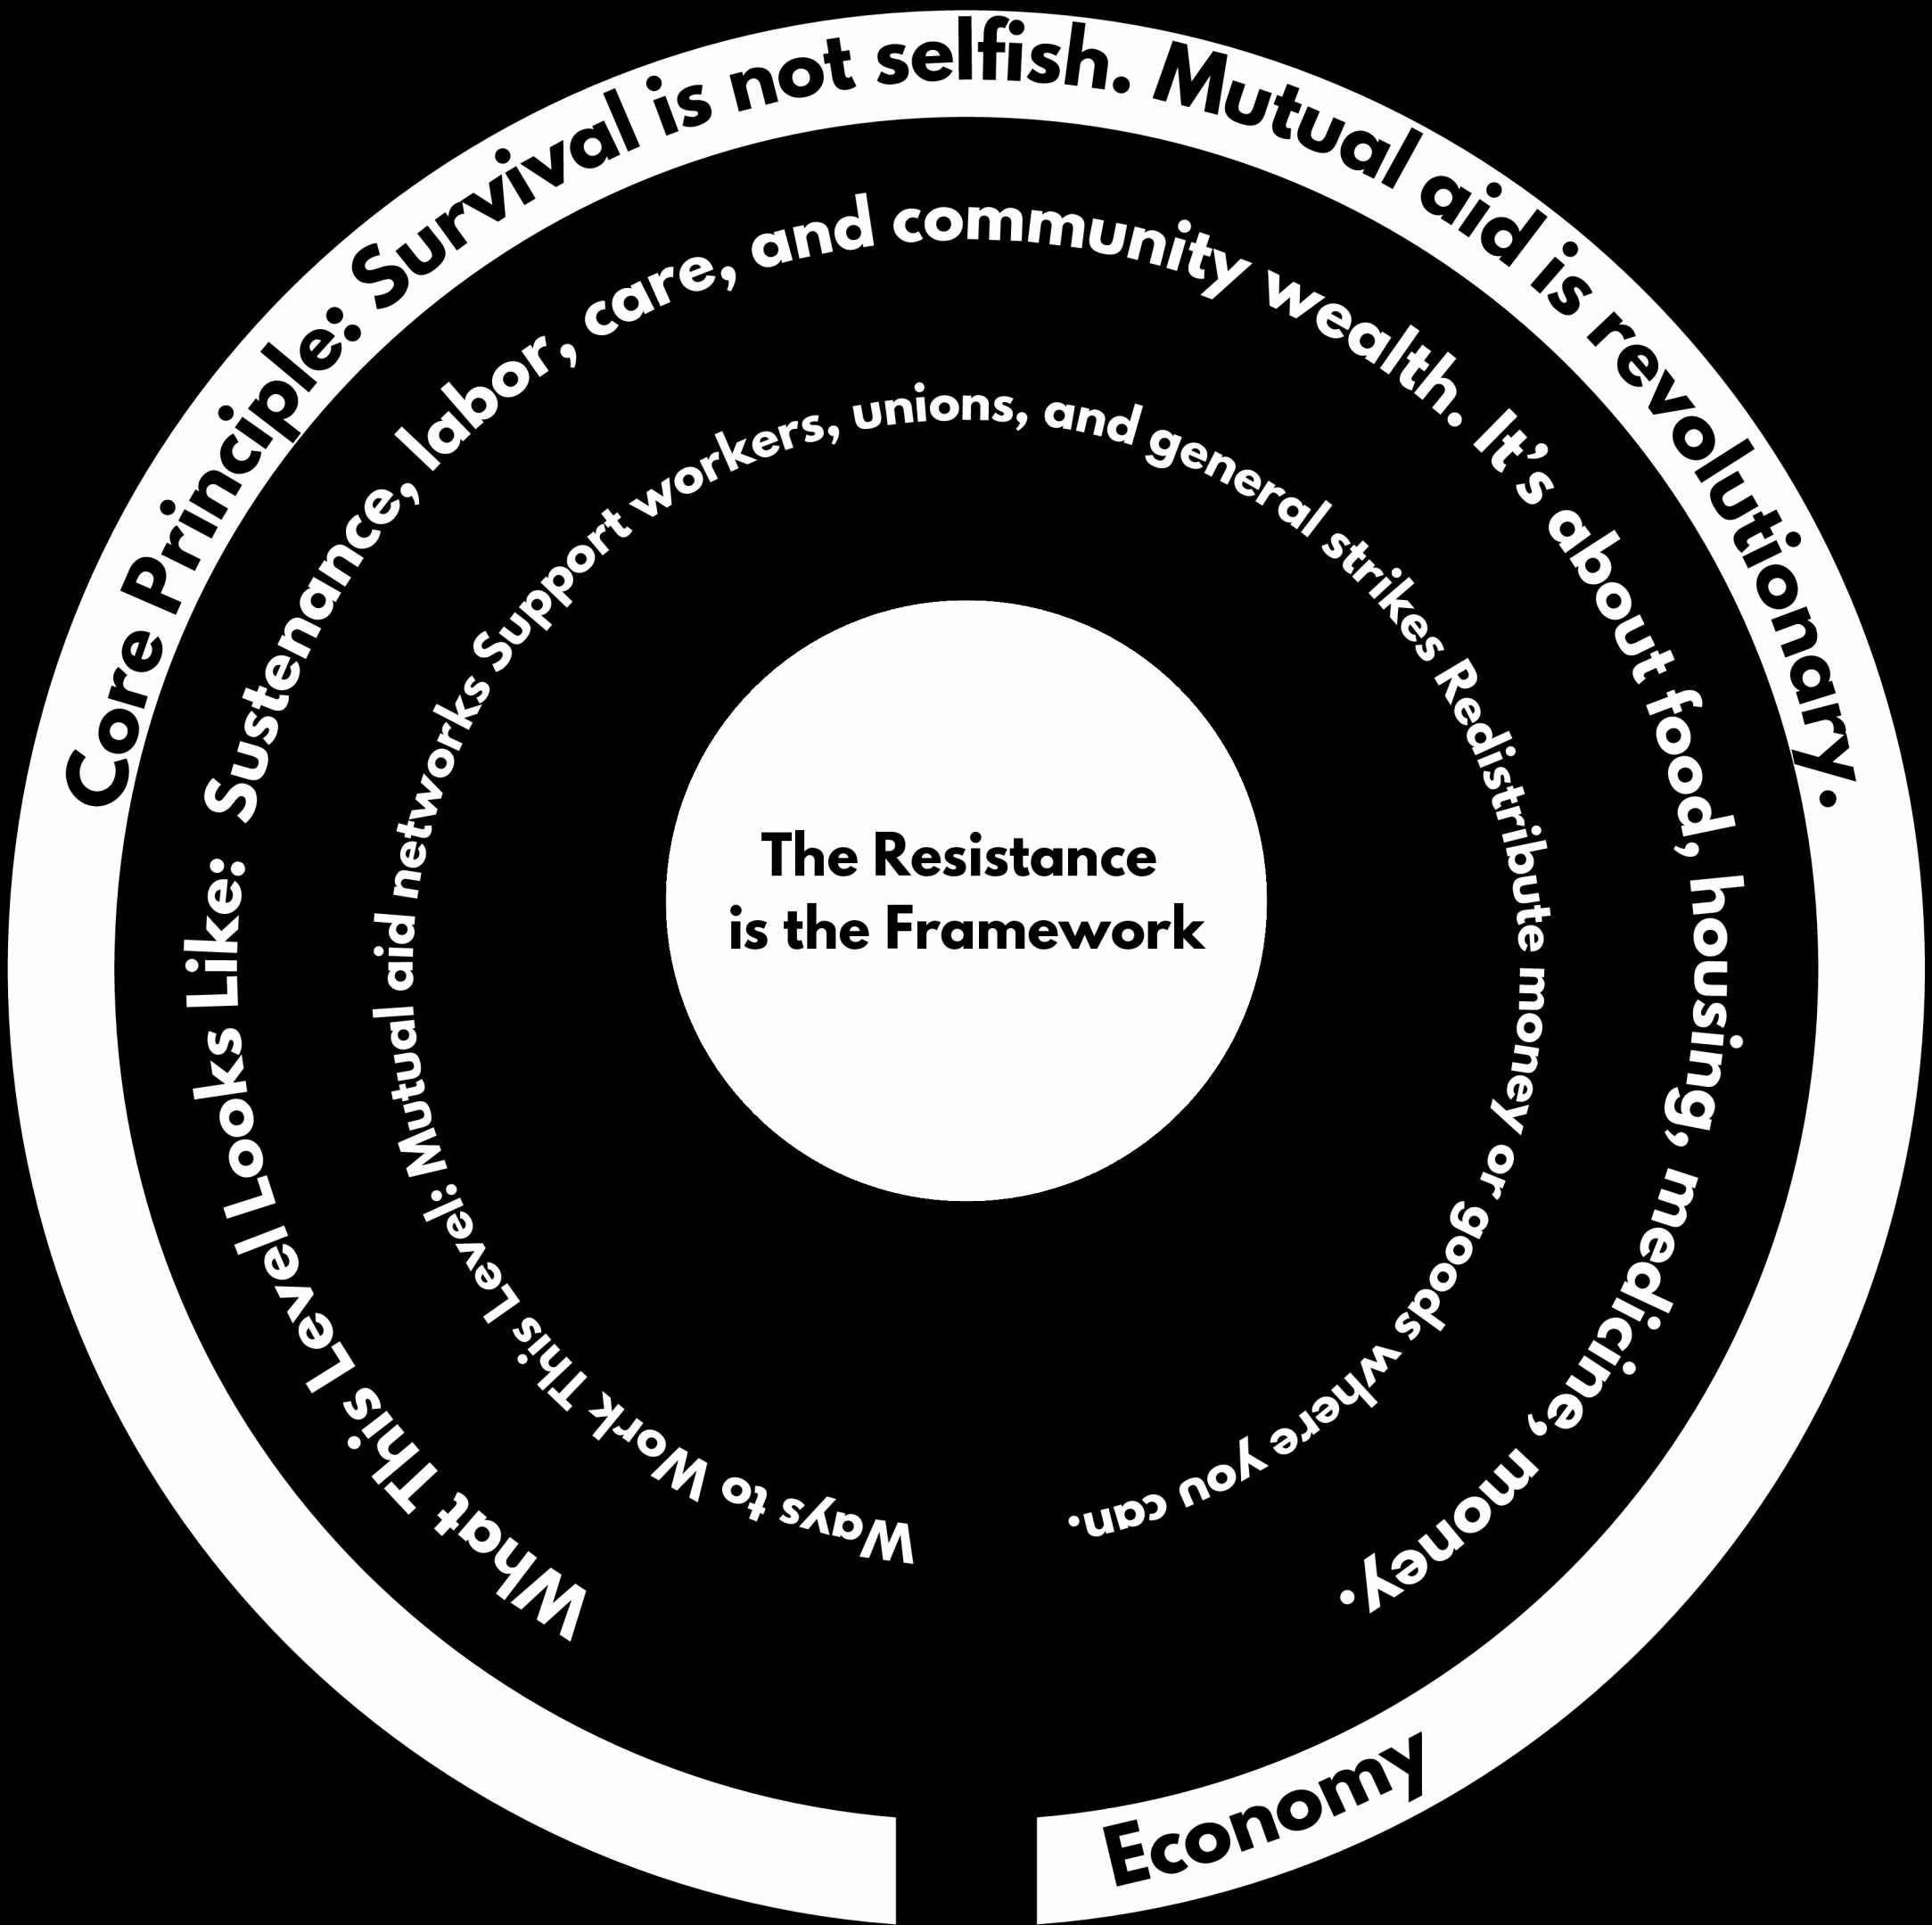 Core Principle: Survival is not selfish. Mutual aid is revolutionary.
What This Level Looks Like: Sustenance, labor, care, and community wealth. It's about food, housing, medicine, money.
Ways to Work This Level: Mutual aid networks Support workers, unions, and general strikes Redistribute money or goods where you can.
The Resistance
is the Framework
Economy